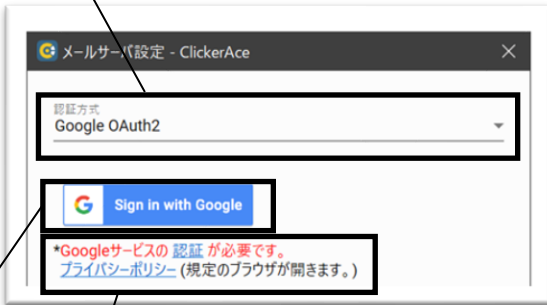 メールサーバ設定 - ClickerAce
認証方式
Google OAuth2
Sign in with Google
*Googleサービスの 認証 が必要です。
プライバシーポリシー (規定のブラウザが開きます。)